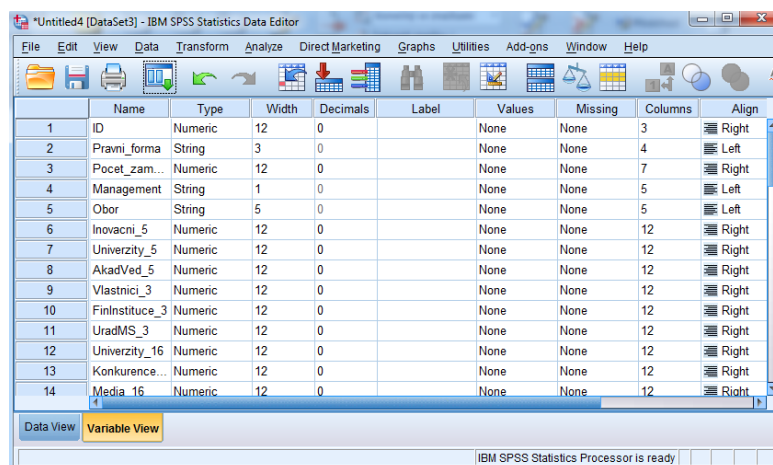 *Untitled4 [DataSet3] - IBM SPSS Statistics Data Editor
File Edit View Data Transform Analyze Direct Marketing Graphs Utilities Add-ons Window Help
Name Type Width Decimals Label Values Missing Columns Align
1 ID Numeric 12 0 None None 3 Right
2 Pravni_forma String 3 0 None None 4 Left
3 Pocet_zam... Numeric 12 0 None None 7 Right
4 Management String 1 0 None None 5 Left
5 Obor String 5 0 None None 5 Left
6 Inovacni_5 Numeric 12 0 None None 12 Right
7 Univerzity_5 Numeric 12 0 None None 12 Right
8 AkadVed_5 Numeric 12 0 None None 12 Right
9 Vlastnici_3 Numeric 12 0 None None 12 Right
10 FinInstituce_3 Numeric 12 0 None None 12 Right
11 UradMS_3 Numeric 12 0 None None 12 Right
12 Univerzity_16 Numeric 12 0 None None 12 Right
13 Konkurence... Numeric 12 0 None None 12 Right
14 Media_16 Numeric 12 0 None None 12 Right
Data View Variable View
IBM SPSS Statistics Processor is ready